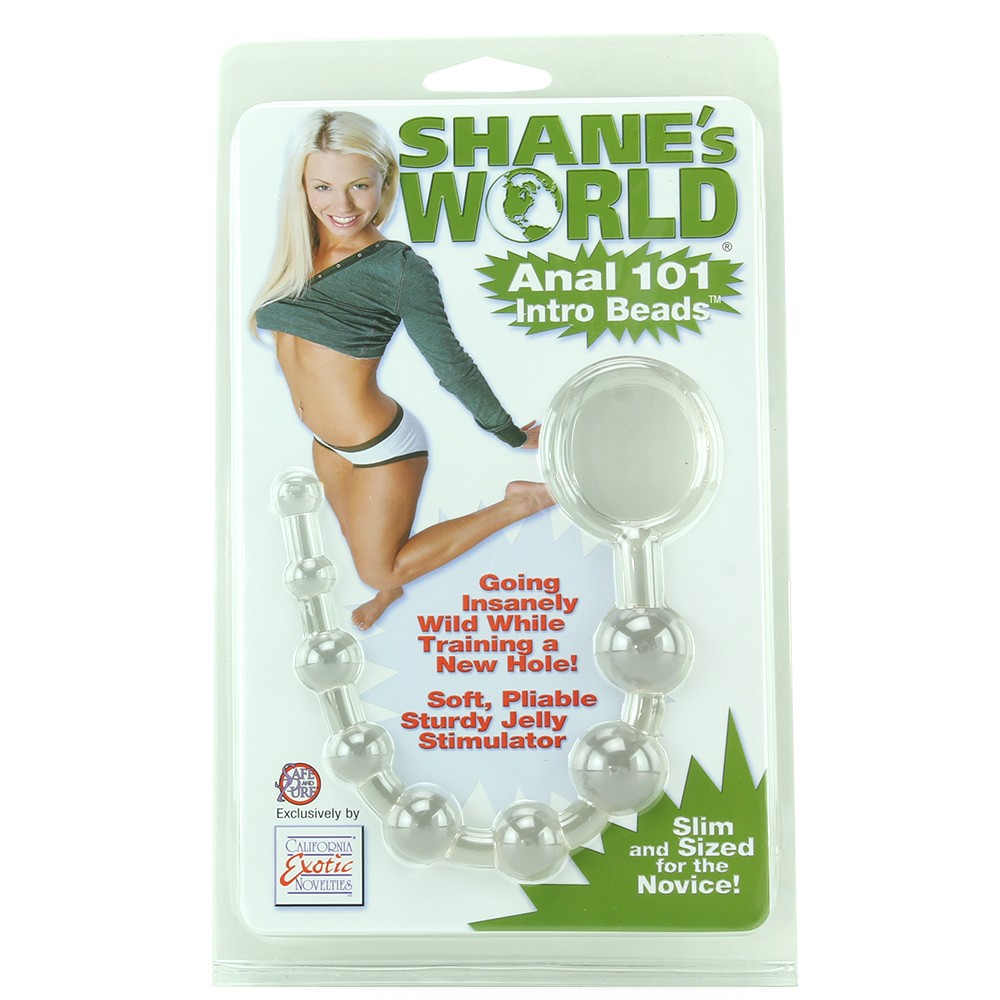 SHANE's
WORLD
®
Anal 101
Intro Beads™
Going
Insanely
Wild While
Training a
New Hole!
Soft, Pliable
Sturdy Jelly
Stimulator
SAFE
AND
PURE
Exclusively by
CALIFORNIA
Exotic
NOVELTIES
Slim
and Sized
for the
Novice!